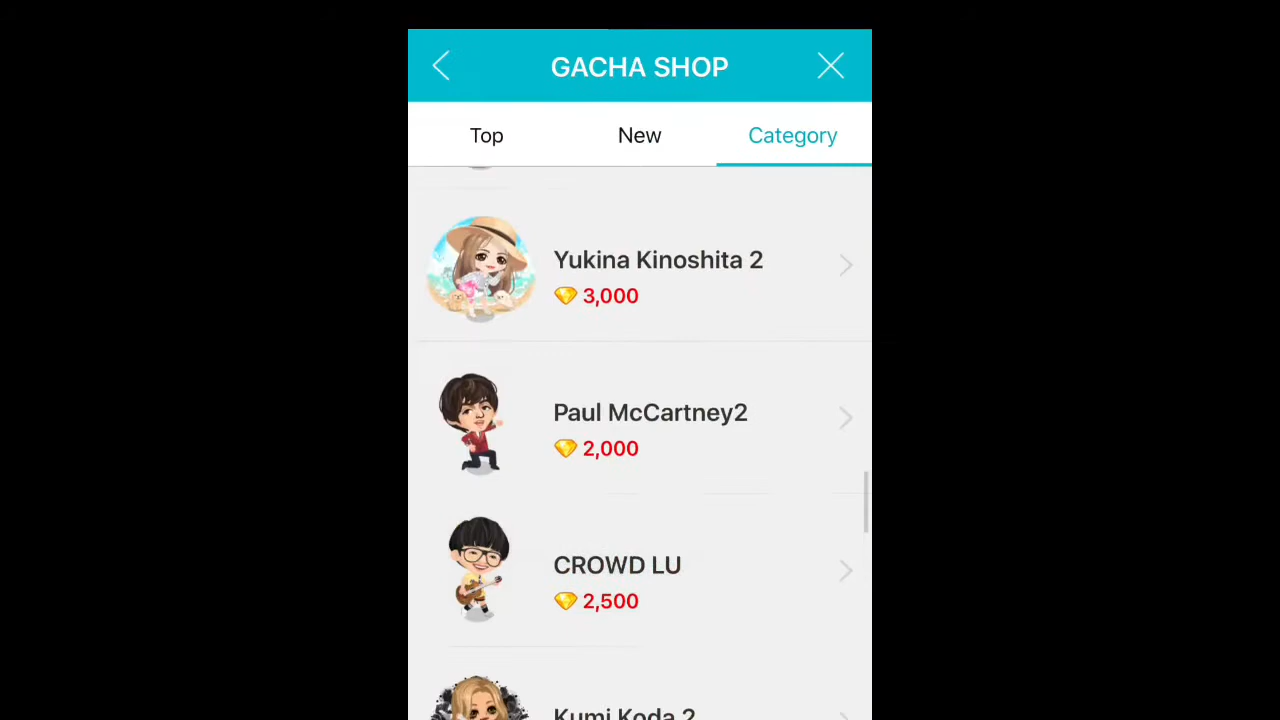 GACHA SHOP
Top
New
Category
Yukina Kinoshita 2
3,000
Paul McCartney2
2,000
CROWD LU
2,500
Kumi Koda 2